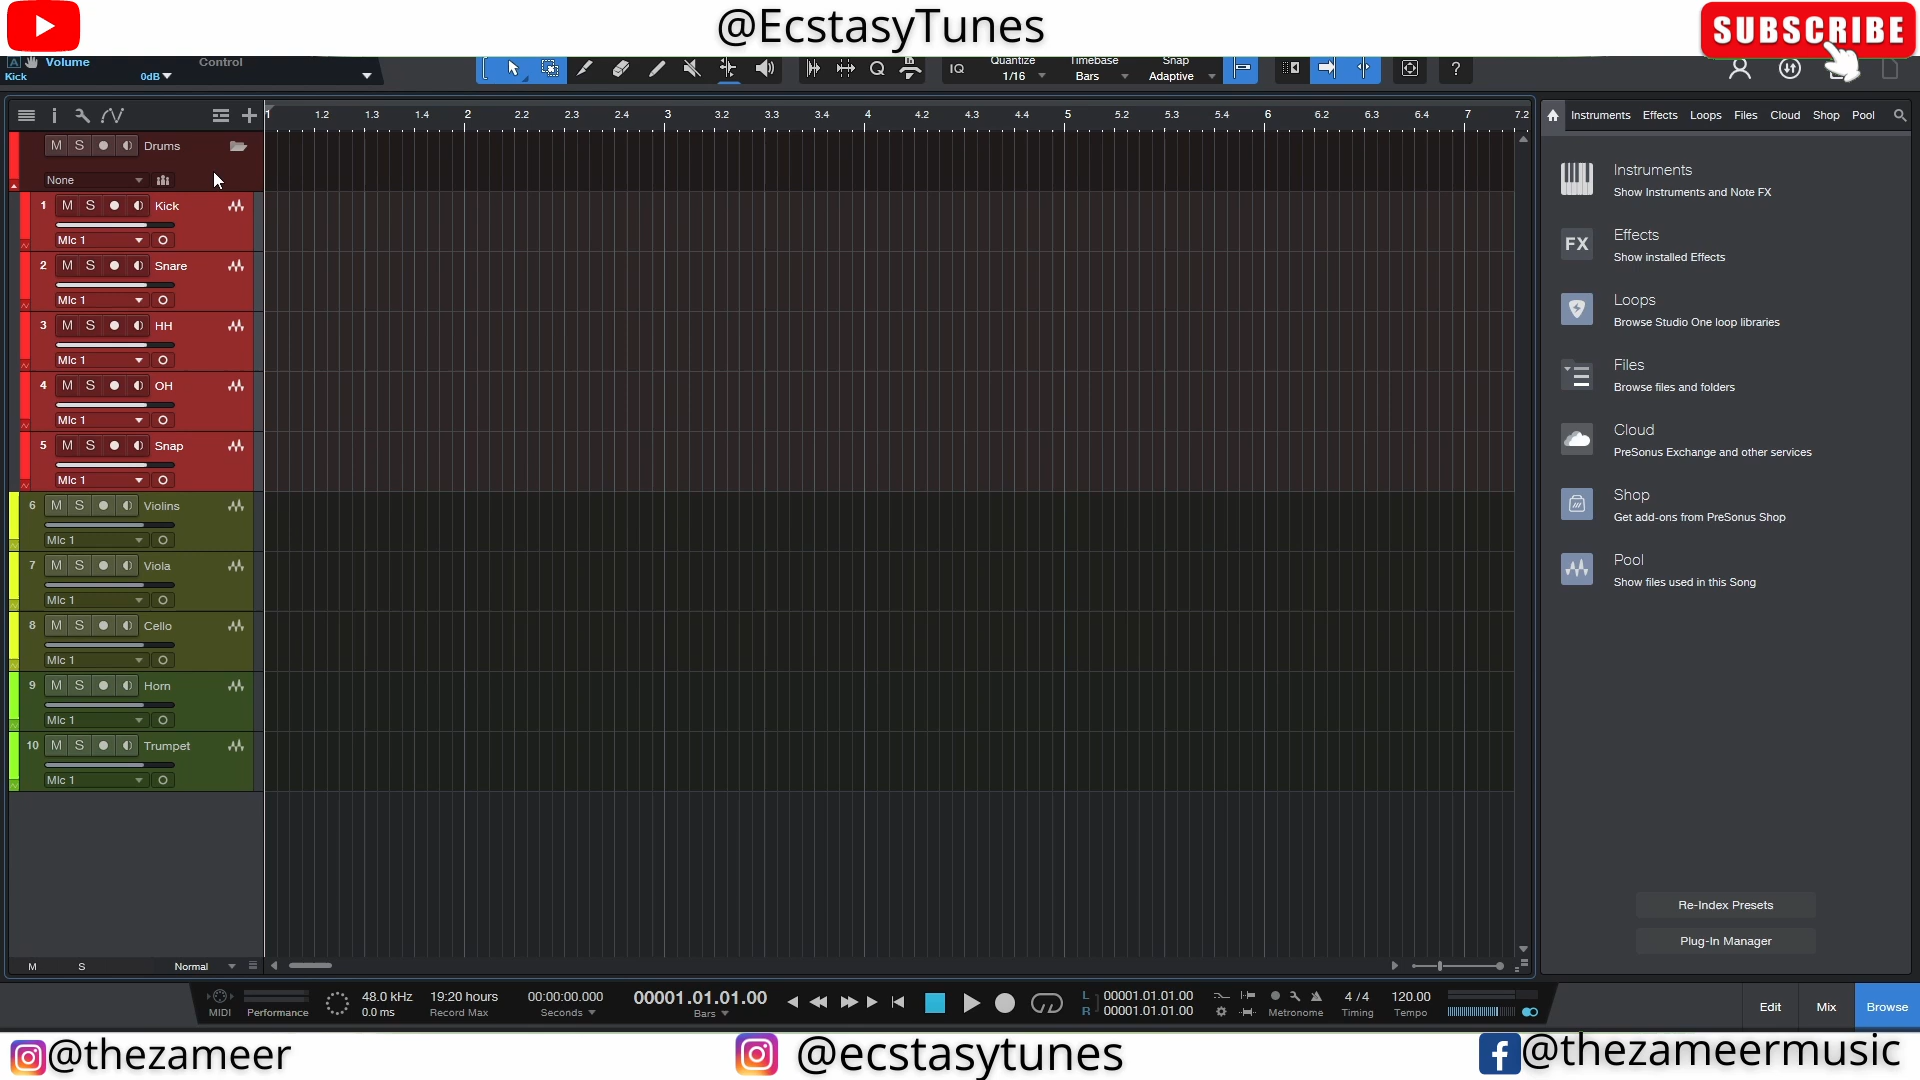 @EcstasyTunes
SUBSCRIBE
A Volume Control
Kick 0dB
IQ Quantize Timebase Snap
1/16 Bars Adaptive ?
1 1.2 1.3 1.4 2 2.2 2.3 2.4 3 3.2 3.3 3.4 4 4.2 4.3 4.4 5 5.2 5.3 5.4 6 6.2 6.3 6.4 7 7.2
Instruments Effects Loops Files Cloud Shop Pool
M S Drums
None
1 M S Kick
Mic 1
2 M S Snare
Mic 1
3 M S HH
Mic 1
4 M S OH
Mic 1
5 M S Snap
Mic 1
6 M S Violins
Mic 1
7 M S Viola
Mic 1
8 M S Cello
Mic 1
9 M S Horn
Mic 1
10 M S Trumpet
Mic 1
Instruments
Show Instruments and Note FX
FX
Effects
Show installed Effects
Loops
Browse Studio One loop libraries
Files
Browse files and folders
Cloud
PreSonus Exchange and other services
Shop
Get add-ons from PreSonus Shop
Pool
Show files used in this Song
Re-Index Presets
Plug-In Manager
M S Normal
MIDI Performance
48.0 kHz
0.0 ms
19:20 hours
Record Max
00:00:00.000
Seconds
00001.01.01.00
Bars
L 00001.01.01.00
R 00001.01.01.00
Metronome
4 / 4
Timing
120.00
Tempo
Edit Mix Browse
@thezameer
@ecstasytunes
@thezameermusic